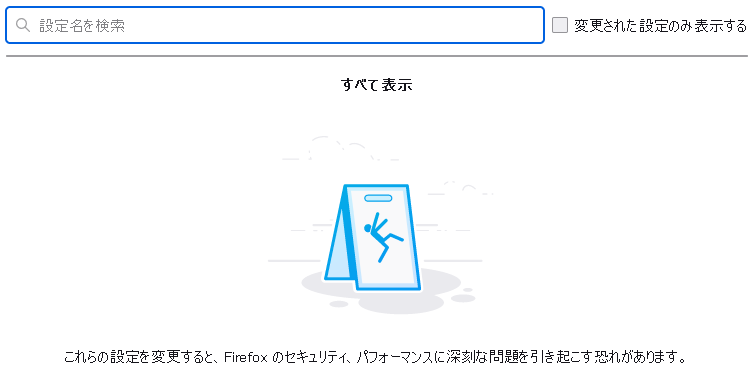 設定名を検索
変更された設定のみ表示する
すべて表示
これらの設定を変更すると、Firefox のセキュリティ、パフォーマンスに深刻な問題を引き起こす恐れがあります。